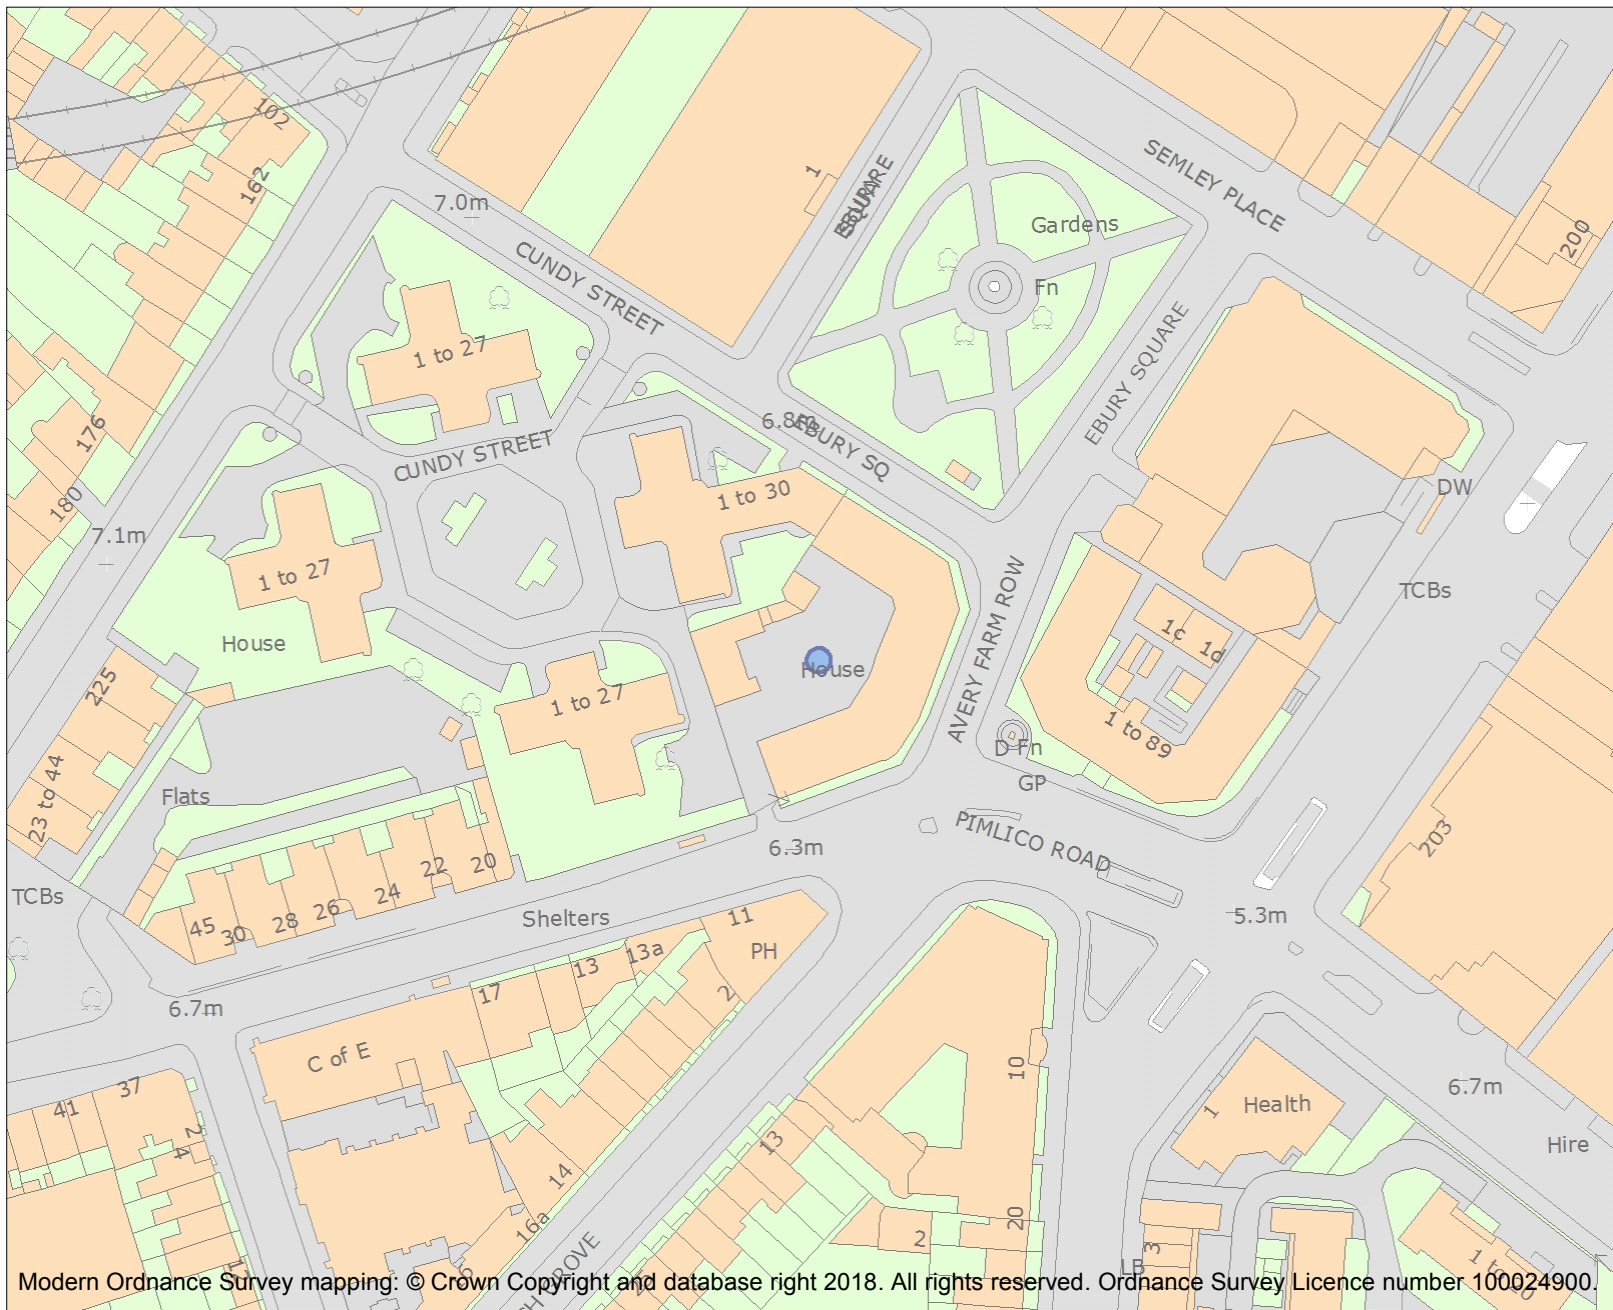 102
162
7.0m
1
EBURY SQUARE
SEMLEY PLACE
Gardens
200
CUNDY STREET
Fn
EBURY SQUARE
1 to 27
176
6.8m
EBURY SQ
CUNDY STREET
180
1 to 30
DW
7.1m
1 to 27
TCBs
AVERY FARM ROW
1c
1d
House
House
225
1 to 27
1 to 89
D Fn
GP
23 to 44
Flats
PIMLICO ROAD
203
6.3m
22
20
24
TCBs
26
28
30
45
Shelters
11
5.3m
13a
PH
13
17
2
6.7m
C of E
10
41
37
6.7m
Health
1
Hire
2
4
13
14
16a
20
2
3
LB
Modern Ordnance Survey mapping: © Crown Copyright and database right 2018. All rights reserved. Ordnance Survey Licence number 100024900.